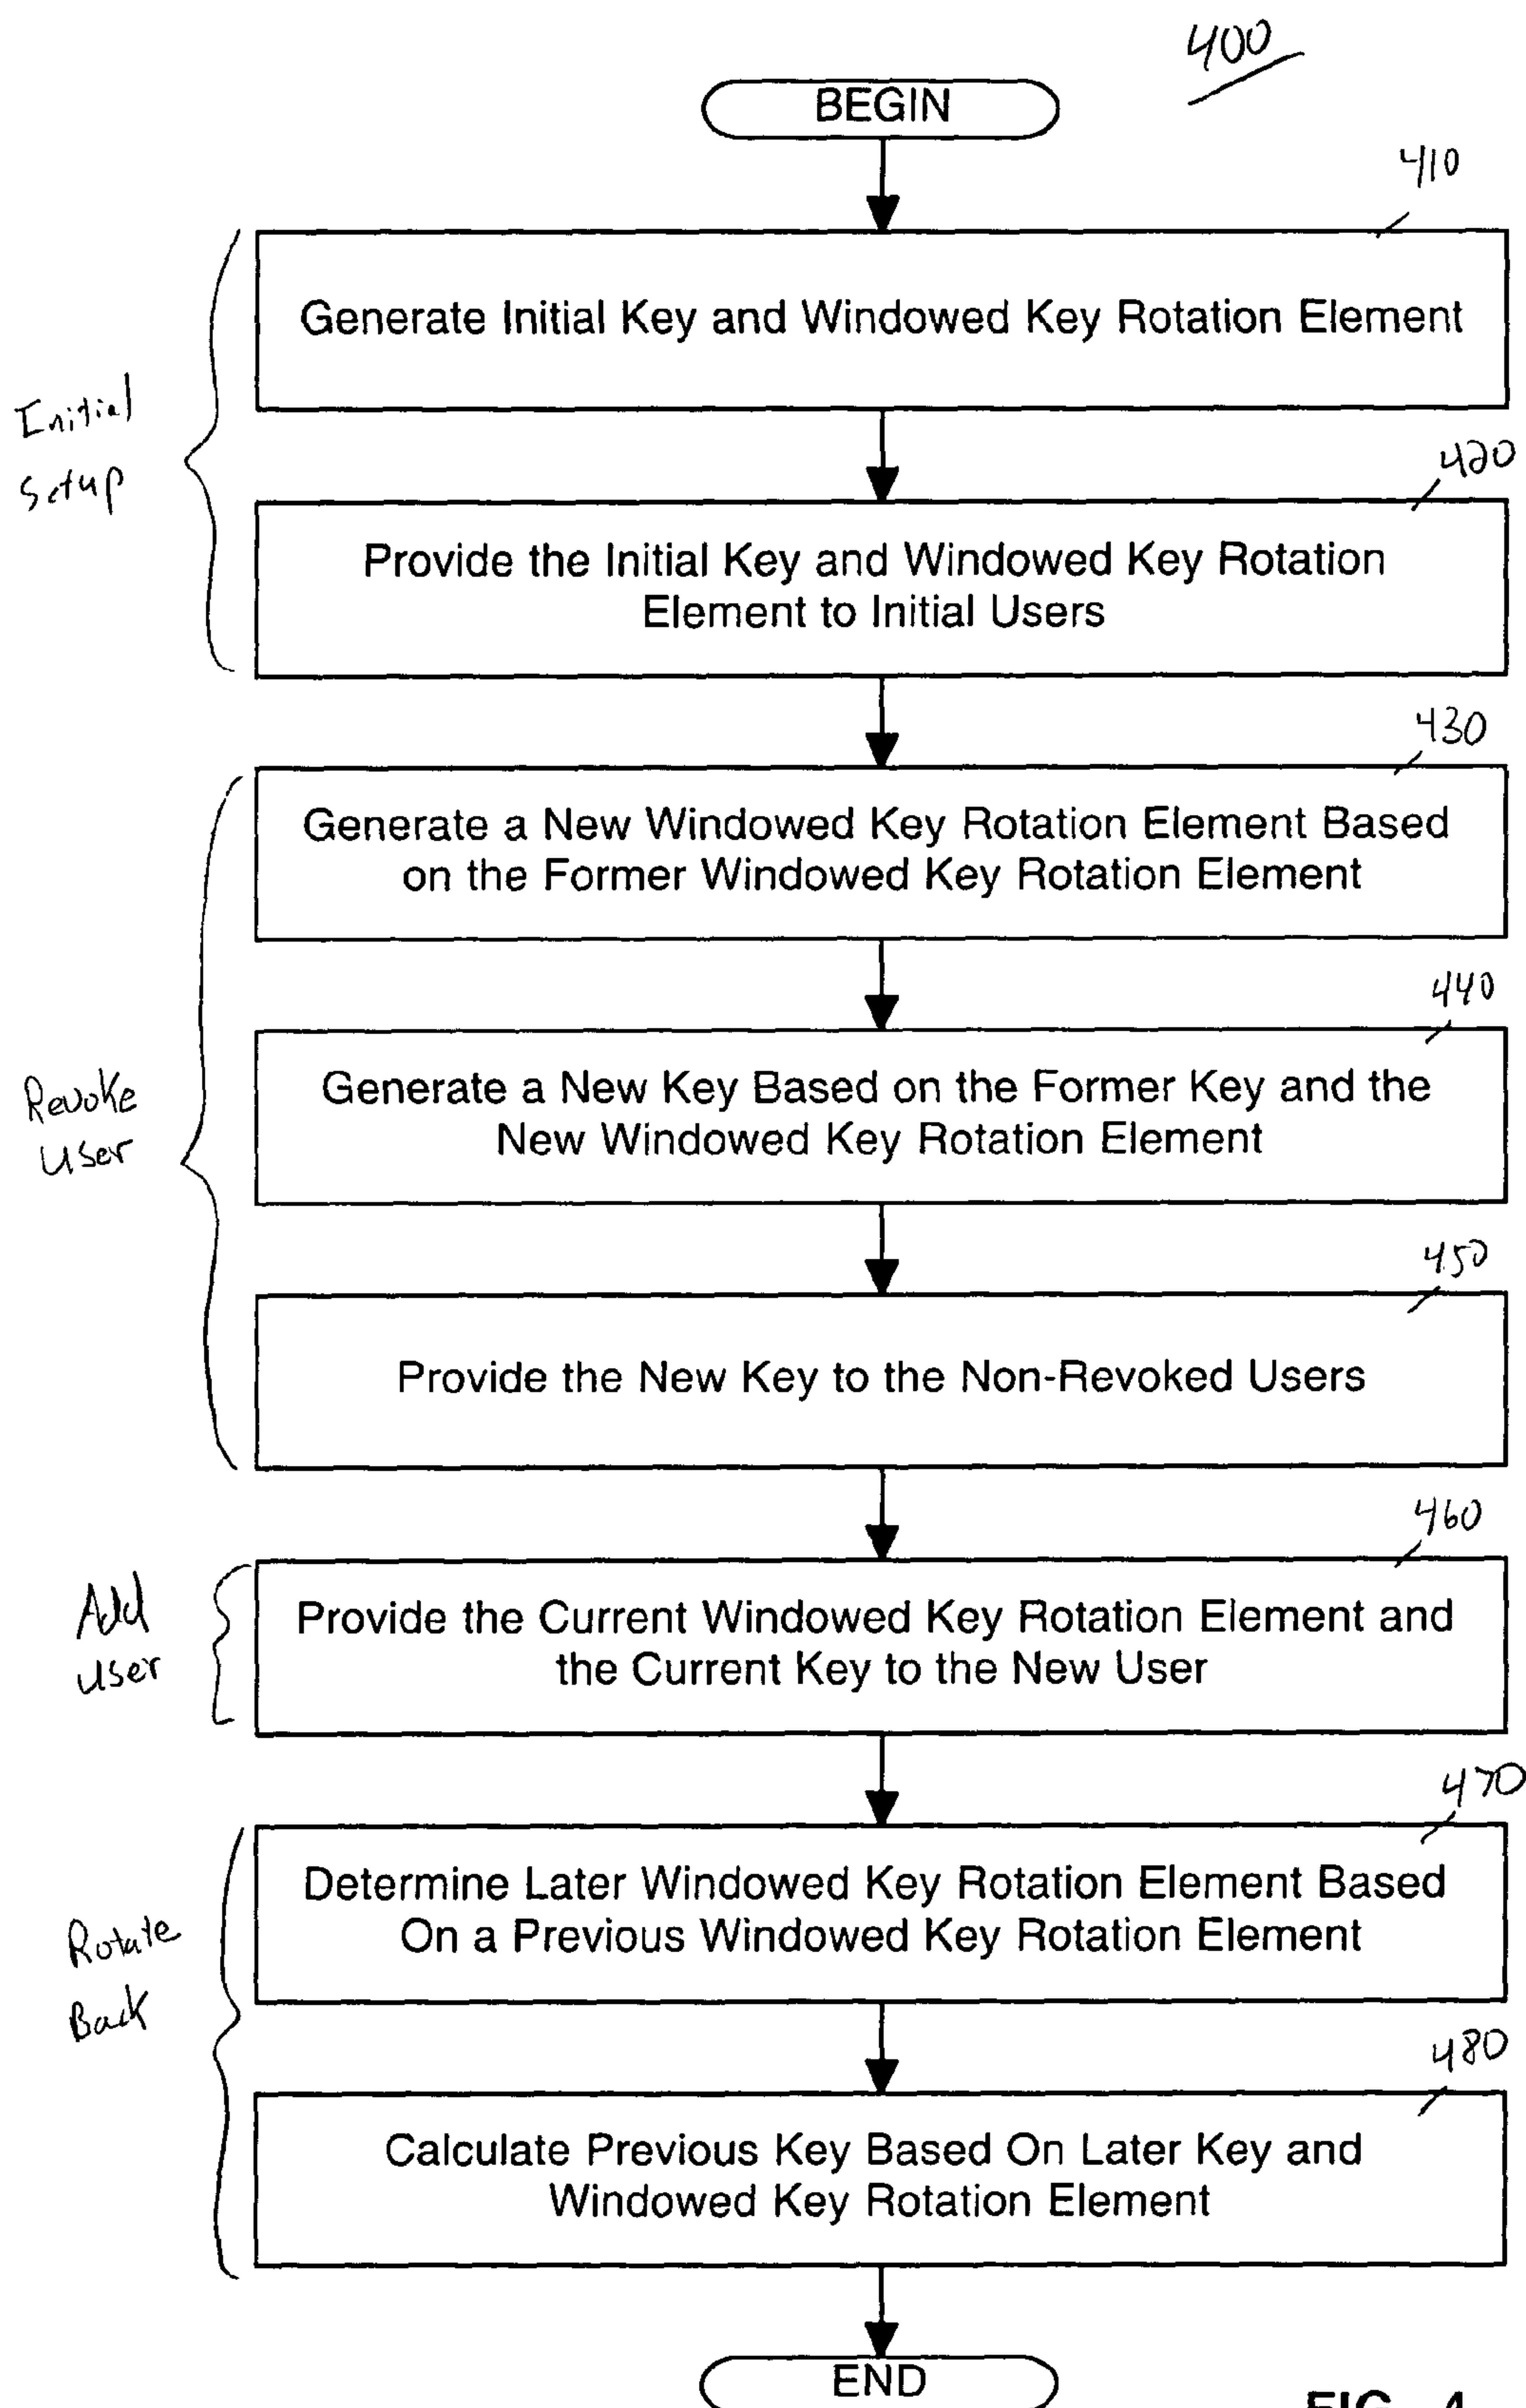 400
BEGIN
410
Generate Initial Key and Windowed Key Rotation Element
Initial
Setup
420
Provide the Initial Key and Windowed Key Rotation
Element to Initial Users
430
Generate a New Windowed Key Rotation Element Based
on the Former Windowed Key Rotation Element
440
Generate a New Key Based on the Former Key and the
New Windowed Key Rotation Element
Revoke
User
450
Provide the New Key to the Non-Revoked Users
460
Provide the Current Windowed Key Rotation Element and
the Current Key to the New User
Add
User
470
Determine Later Windowed Key Rotation Element Based
On a Previous Windowed Key Rotation Element
Rotate
Back
480
Calculate Previous Key Based On Later Key and
Windowed Key Rotation Element
END
FIG. 4